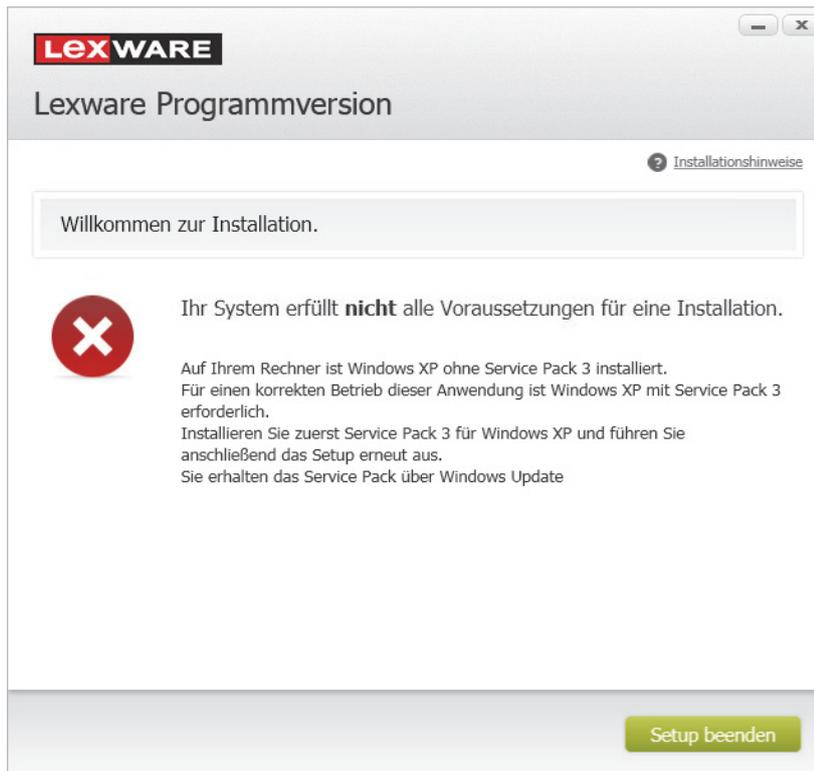 LEXWARE
Lexware Programmversion
Installationshinweise
Willkommen zur Installation.
Ihr System erfüllt nicht alle Voraussetzungen für eine Installation.
Auf Ihrem Rechner ist Windows XP ohne Service Pack 3 installiert.
Für einen korrekten Betrieb dieser Anwendung ist Windows XP mit Service Pack 3
erforderlich.
Installieren Sie zuerst Service Pack 3 für Windows XP und führen Sie
anschließend das Setup erneut aus.
Sie erhalten das Service Pack über Windows Update
Setup beenden